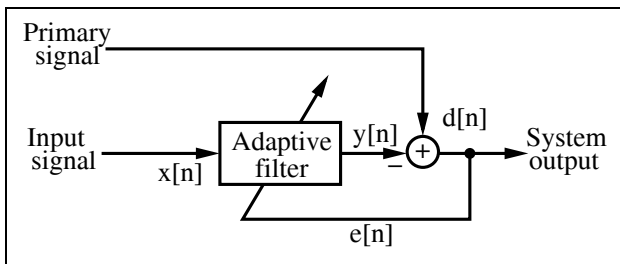 Primary
signal
d[n]
Input
signal
x[n]
Adaptive
filter
y[n]
+
−
System
output
e[n]